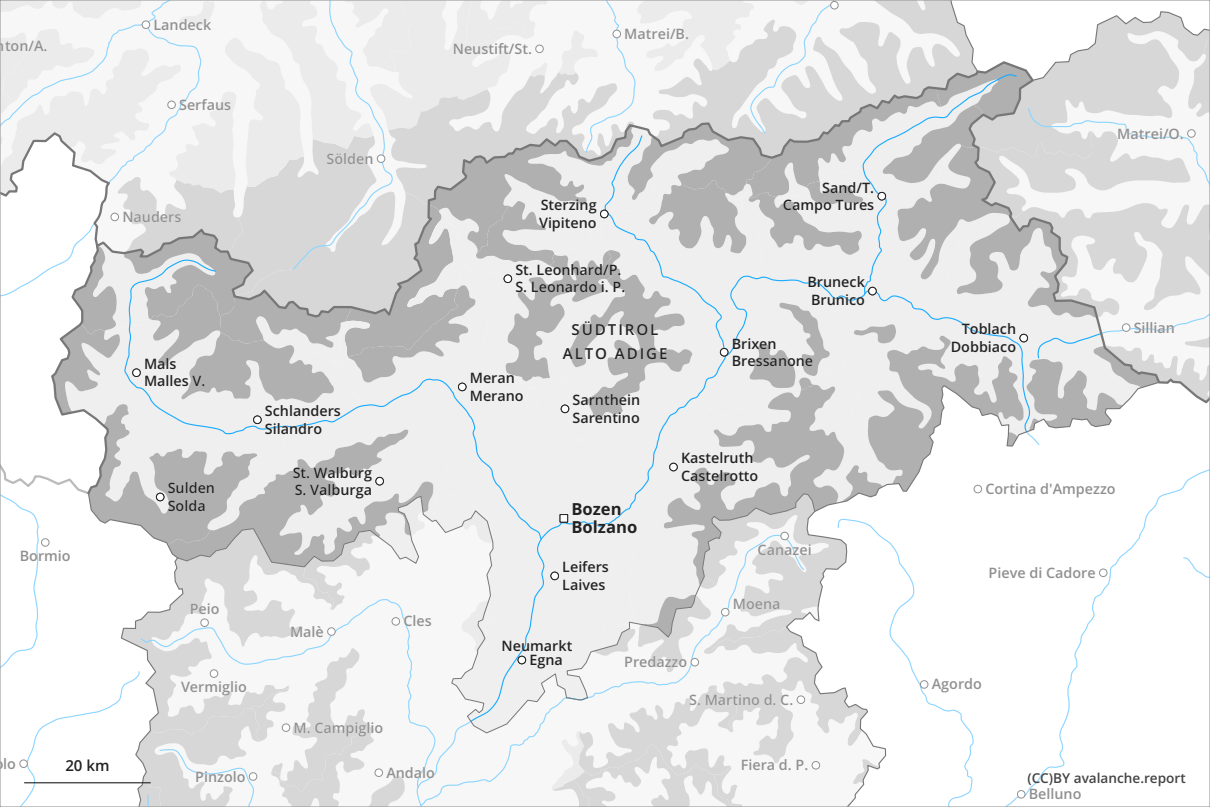 Landeck
nton/A.
Neustift/St.
Matrei/B.
Serfaus
Matrei/O.
Sölden
Nauders
Sand/T.
Campo Tures
Sterzing
Vipiteno
St. Leonhard/P.
S. Leonardo i. P.
Bruneck
Brunico
SÜDTIROL
ALTO ADIGE
Toblach
Dobbiaco
Sillian
Brixen
Bressanone
Mals
Malles V.
Meran
Merano
Sarnthein
Sarentino
Schlanders
Silandro
Kastelruth
Castelrotto
St. Walburg
S. Valburga
Sulden
Solda
Cortina d'Ampezzo
Bozen
Bolzano
Bormio
Canazei
Leifers
Laives
Pieve di Cadore
Peio
Moena
Cles
Malè
Neumarkt
Egna
Predazzo
Vermiglio
Agordo
S. Martino d. C.
M. Campiglio
olo
20 km
Pinzolo
Andalo
Fiera d. P.
(CC)BY avalanche.report
Belluno